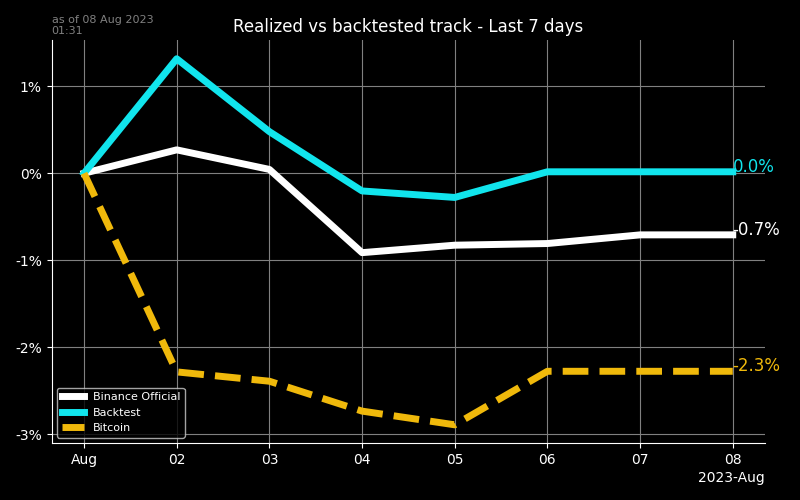 as of 08 Aug 2023
01:31
Realized vs backtested track - Last 7 days
1%
0%
-1%
-2%
-3%
0.0%
-0.7%
-2.3%
Binance Official
Backtest
Bitcoin
Aug 02 03 04 05 06 07 08
2023-Aug